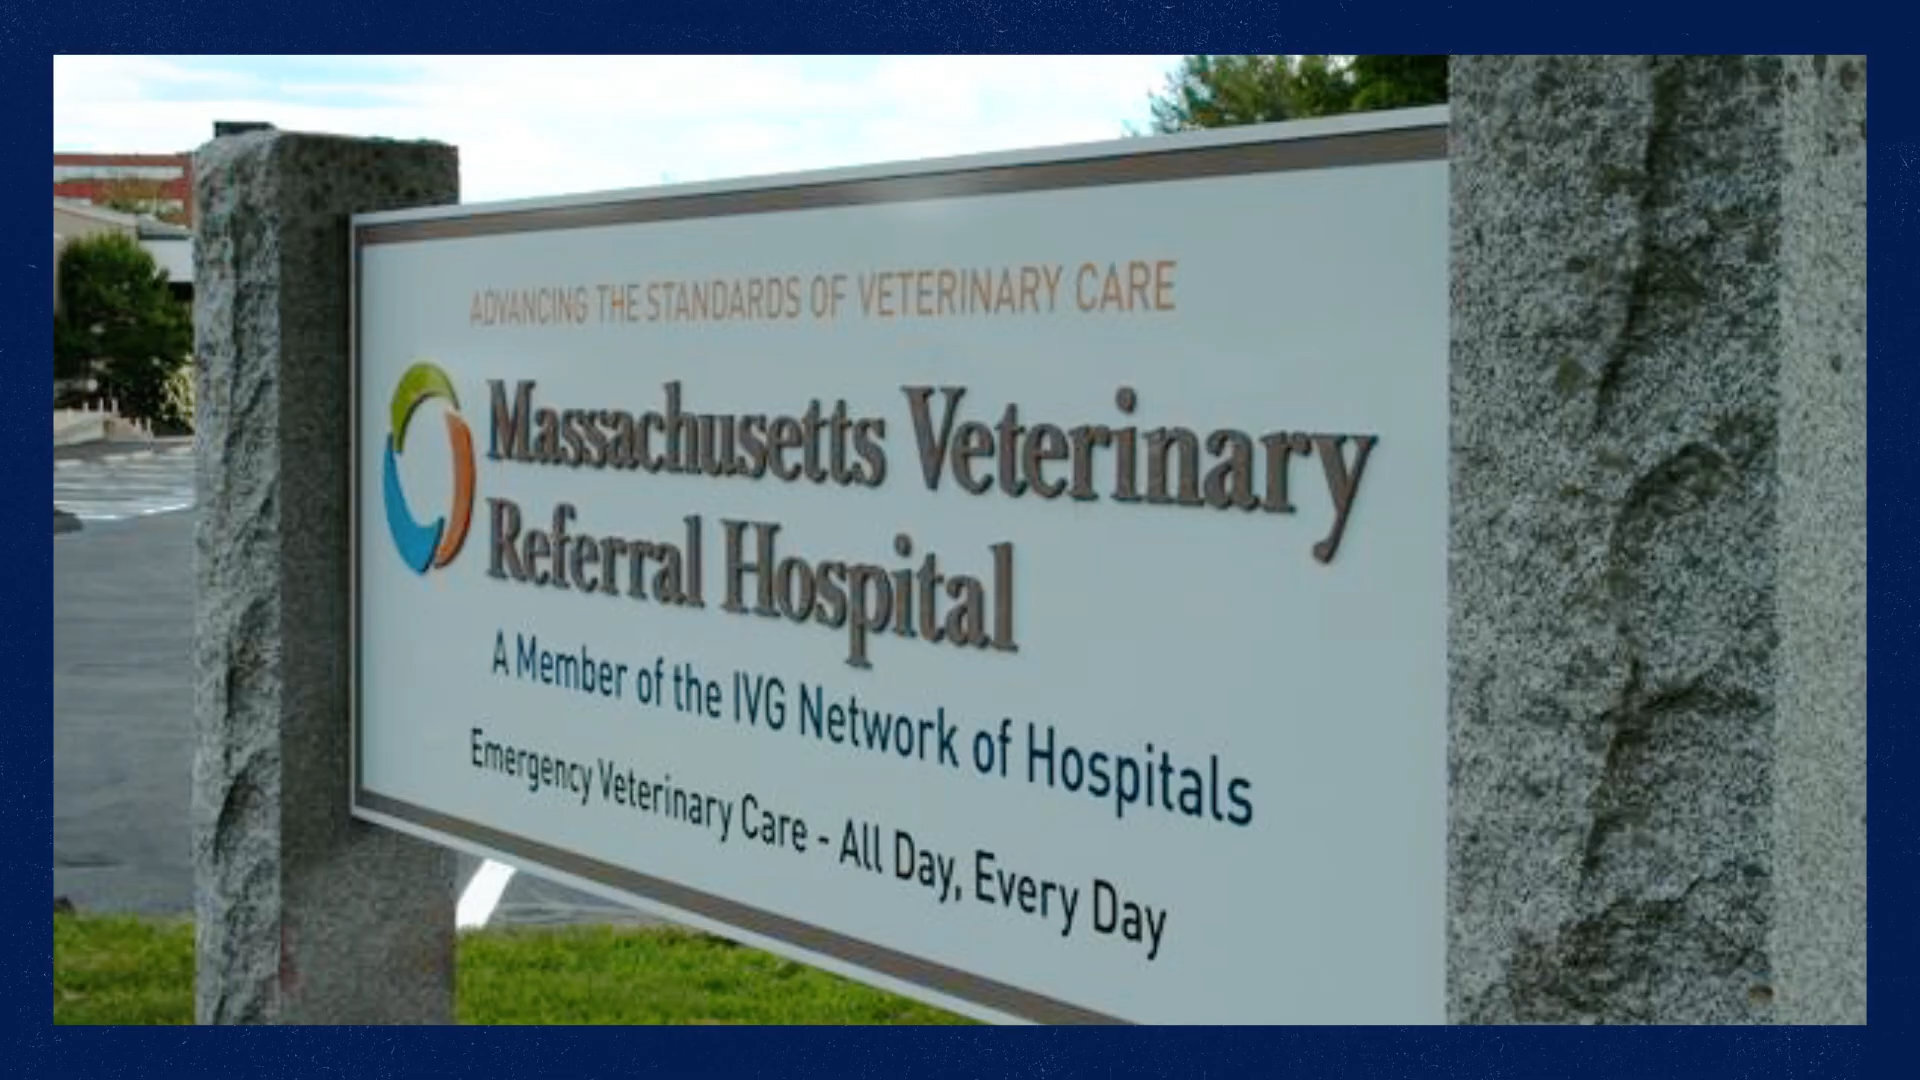 ADVANCING THE STANDARDS OF VETERINARY CARE
Massachusetts Veterinary
Referral Hospital
A Member of the IVG Network of Hospitals
Emergency Veterinary Care - All Day, Every Day